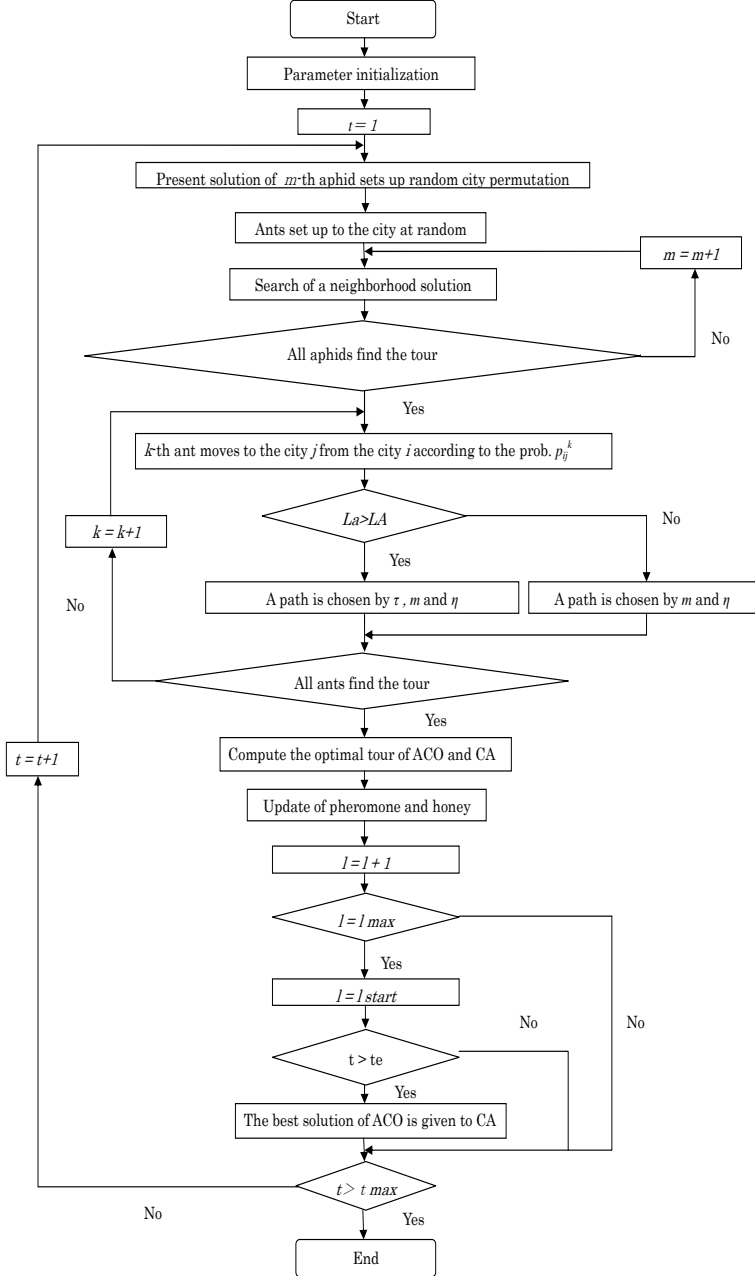 Start
Parameter initialization
t = 1
Present solution of m-th aphid sets up random city permutation
Ants set up to the city at random
m = m+1
Search of a neighborhood solution
No
All aphids find the tour
Yes
k-th ant moves to the city j from the city i according to the prob. p_ij^k
La>LA
No
k = k+1
Yes
A path is chosen by τ , m and η
A path is chosen by m and η
No
All ants find the tour
Yes
t = t+1
Compute the optimal tour of ACO and CA
Update of pheromone and honey
l = l + 1
l = l max
Yes
l = l start
No
No
t > te
Yes
The best solution of ACO is given to CA
t > t max
No
Yes
End